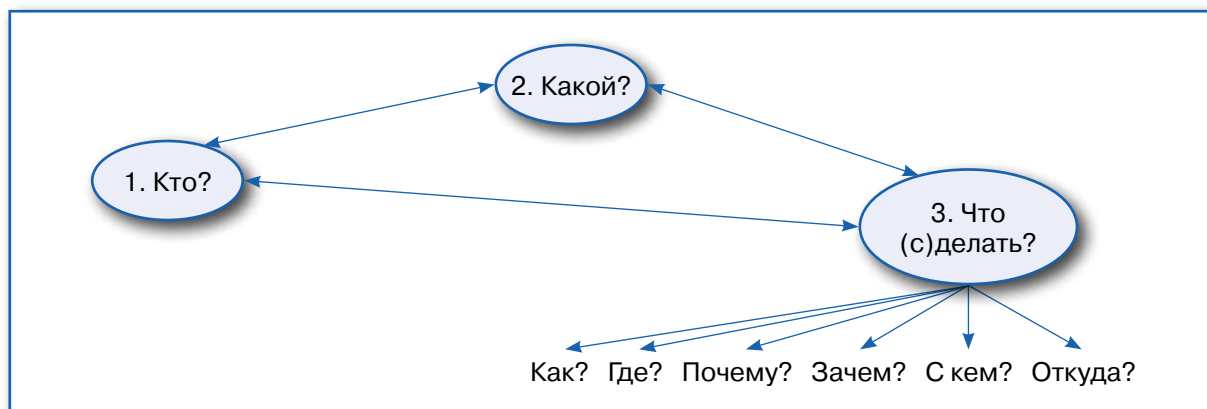 2. Какой?
1. Кто?
3. Что
(с)делать?
Как? Где? Почему? Зачем? С кем? Откуда?